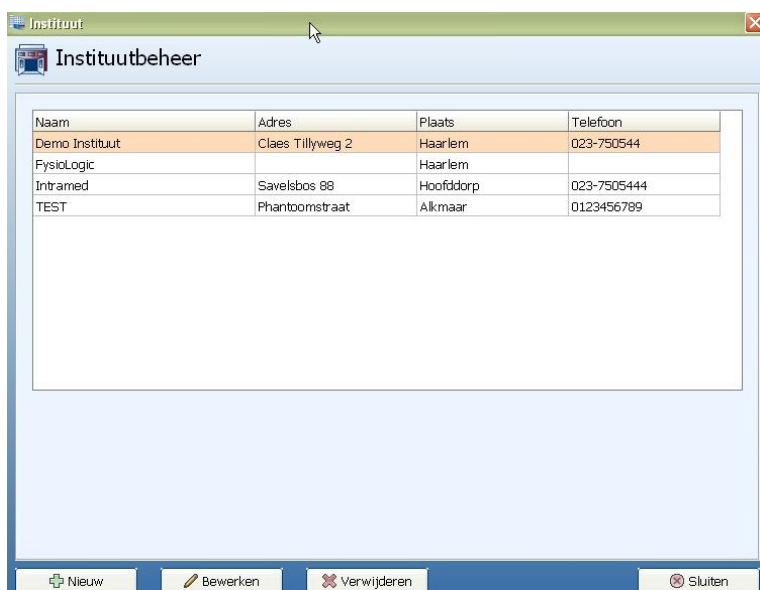 Instituut
Instituutbeheer
Naam Adres Plaats Telefoon
Demo Instituut Claes Tillyweg 2 Haarlem 023-750544
FysioLogic Haarlem
Intramed Savelsbos 88 Hoofddorp 023-7505444
TEST Phantoomstraat Alkmaar 0123456789
Nieuw Bewerken Verwijderen Sluiten